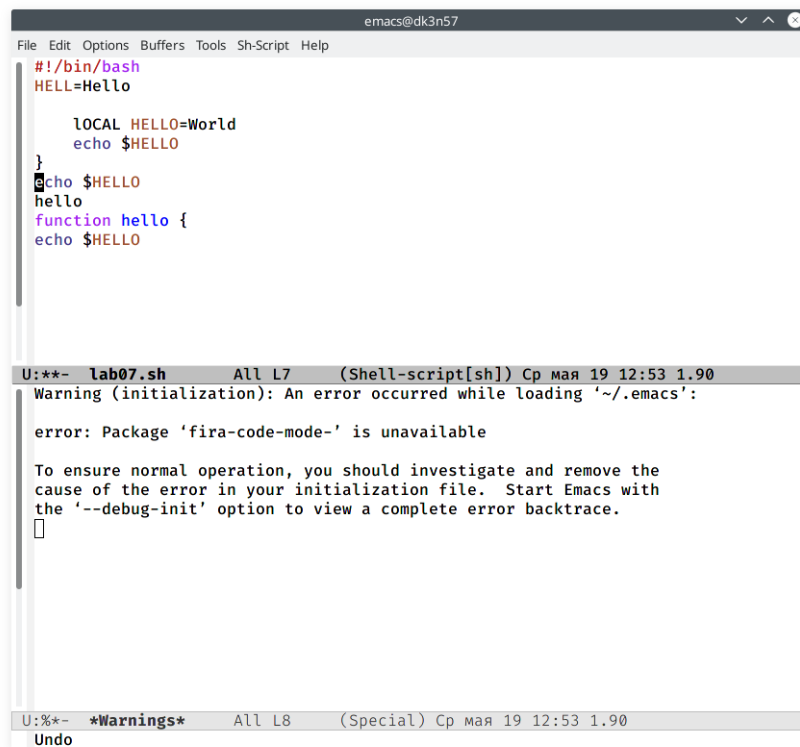 emacs@dk3n57
File Edit Options Buffers Tools Sh-Script Help
#!/bin/bash
HELL=Hello
lOCAL HELLO=World
echo $HELLO
}
echo $HELLO
hello
function hello {
echo $HELLO
U:**- lab07.sh All L7 (Shell-script[sh]) Ср мая 19 12:53 1.90
Warning (initialization): An error occurred while loading ‘~/.emacs’:
error: Package ‘fira-code-mode-’ is unavailable
To ensure normal operation, you should investigate and remove the
cause of the error in your initialization file. Start Emacs with
the ‘--debug-init’ option to view a complete error backtrace.
U:%*- *Warnings* All L8 (Special) Ср мая 19 12:53 1.90
Undo